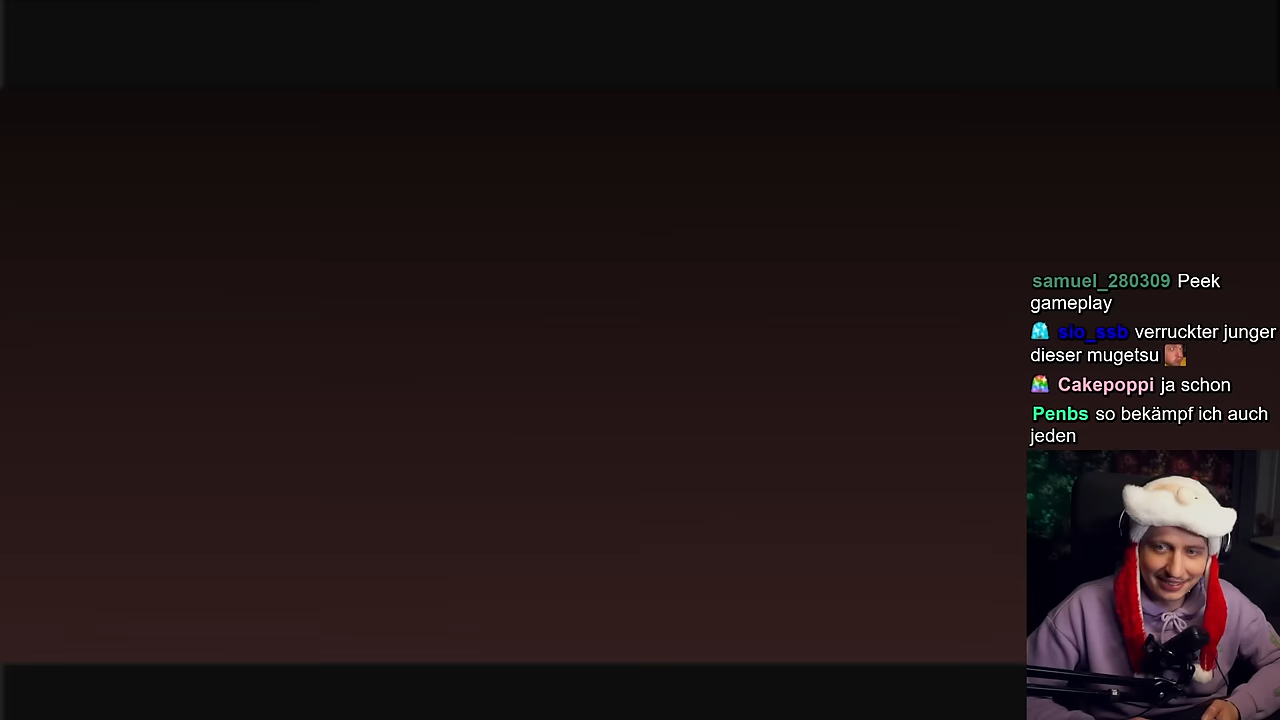 samuel_280309 Peek
gameplay
slo_ssb verruckter junger
dieser mugetsu
Cakepoppi ja schon
Penbs so bekämpf ich auch
jeden